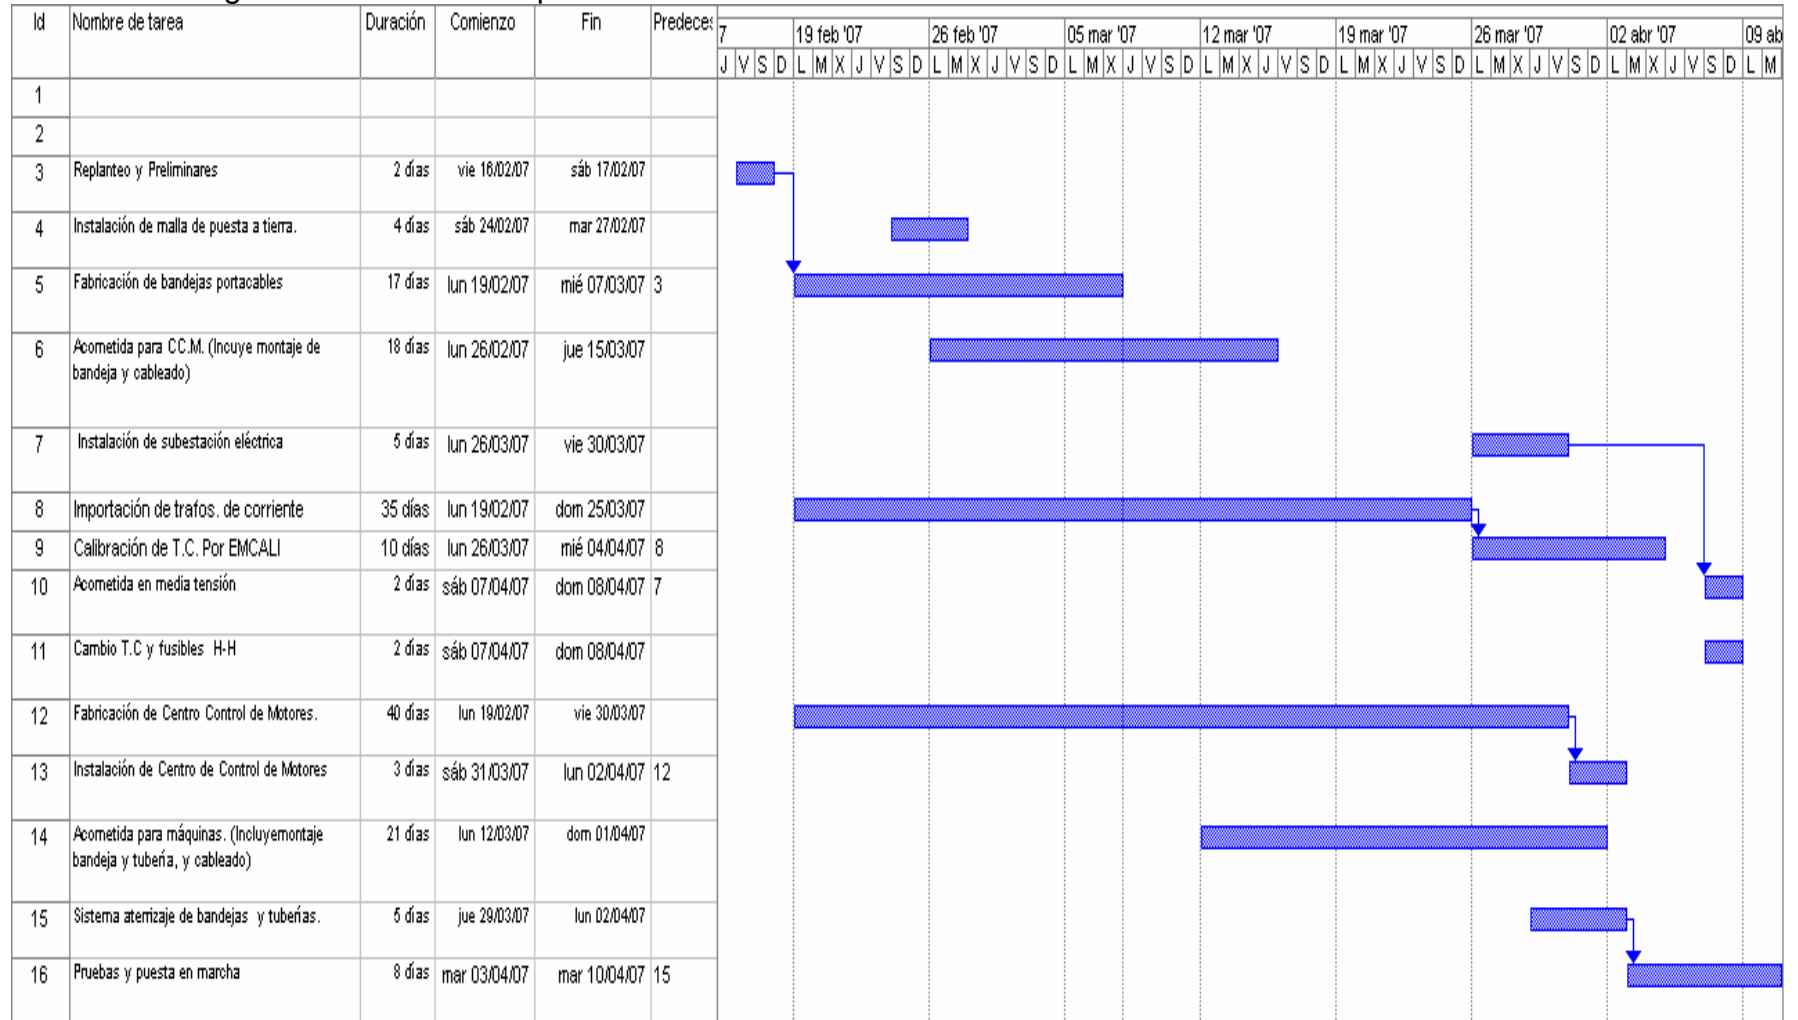 Id Nombre de tarea Duración Comienzo Fin Predeces
7 19 feb '07 26 feb '07 05 mar '07 12 mar '07 19 mar '07 26 mar '07 02 abr '07 09 ab
J V S D L M X J V S D L M X J V S D L M X J V S D L M X J V S D L M X J V S D L M X J V S D L M X J V S D L M
1
2
3 Replanteo y Preliminares 2 días vie 16/02/07 sáb 17/02/07
4 Instalación de malla de puesta a tierra. 4 días sáb 24/02/07 mar 27/02/07
5 Fabricación de bandejas portacables 17 días lun 19/02/07 mié 07/03/07 3
6 Acometida para CC.M. (Incuye montaje de 18 días lun 26/02/07 jue 15/03/07
bandeja y cableado)
7 Instalación de subestación eléctrica 5 días lun 26/03/07 vie 30/03/07
8 Importación de trafos. de corriente 35 días lun 19/02/07 dom 25/03/07
9 Calibración de T.C. Por EMCALI 10 días lun 26/03/07 mié 04/04/07 8
10 Acometida en media tensión 2 días sáb 07/04/07 dom 08/04/07 7
11 Cambio T.C y fusibles H-H 2 días sáb 07/04/07 dom 08/04/07
12 Fabricación de Centro Control de Motores. 40 días lun 19/02/07 vie 30/03/07
13 Instalación de Centro de Control de Motores 3 días sáb 31/03/07 lun 02/04/07 12
14 Acometida para máquinas. (Incluyemontaje 21 días lun 12/03/07 dom 01/04/07
bandeja y tubería, y cableado)
15 Sistema aterrizaje de bandejas y tuberías. 5 días jue 29/03/07 lun 02/04/07
16 Pruebas y puesta en marcha 8 días mar 03/04/07 mar 10/04/07 15